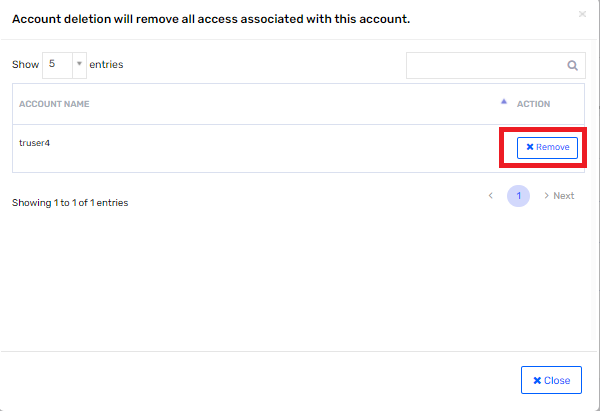 Account deletion will remove all access associated with this account.
Show 5 entries
ACCOUNT NAME ACTION
truser4 Remove
Showing 1 to 1 of 1 entries
1 Next
Close